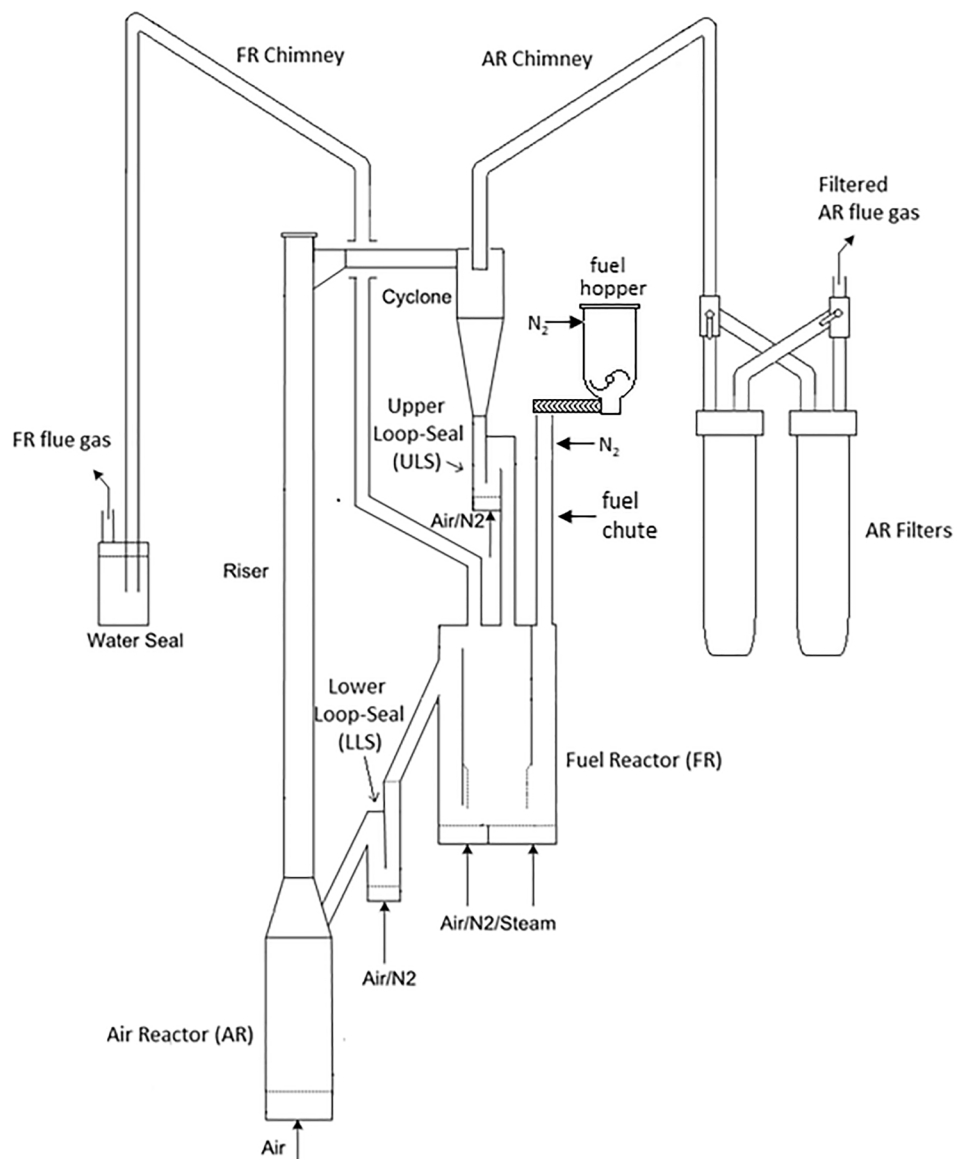 FR Chimney
AR Chimney
Filtered
AR flue gas
fuel
hopper
Cyclone
N₂
Upper
Loop-Seal
(ULS)
FR flue gas
N₂
fuel
chute
Air/N2
AR Filters
Riser
Water Seal
Lower
Loop-Seal
(LLS)
Fuel Reactor (FR)
Air/N2/Steam
Air/N2
Air Reactor (AR)
Air